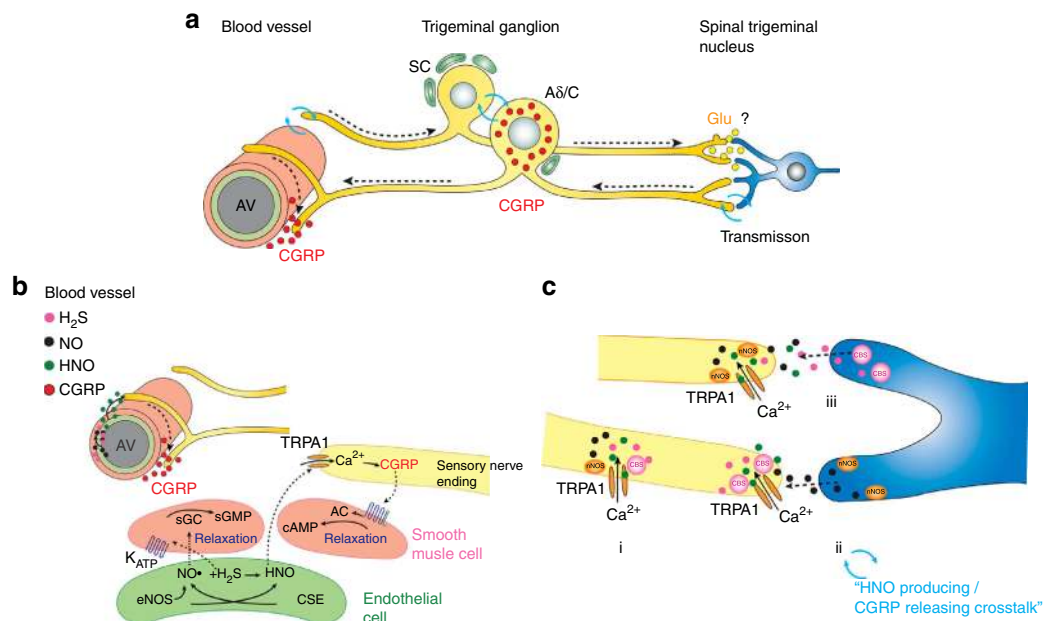 a
Blood vessel
Trigeminal ganglion
Spinal trigeminal
nucleus
SC
Aδ/C
Glu ?
AV
CGRP
CGRP
Transmisson
b
Blood vessel
H₂S
NO
HNO
CGRP
AV
CGRP
TRPA1
Ca²⁺
CGRP
Sensory nerve
ending
sGC
sGMP
Relaxation
AC
cAMP
Relaxation
Smooth
musle cell
K_ATP
NO•
+H₂S
HNO
eNOS
CSE
Endothelial
cell
c
nNOS
nNOS
CBS
CBS
TRPA1
Ca²⁺
iii
nNOS
CBS
CBS
CBS
nNOS
nNOS
TRPA1
Ca²⁺
TRPA1
Ca²⁺
i
ii
"HNO producing /
CGRP releasing crosstalk"